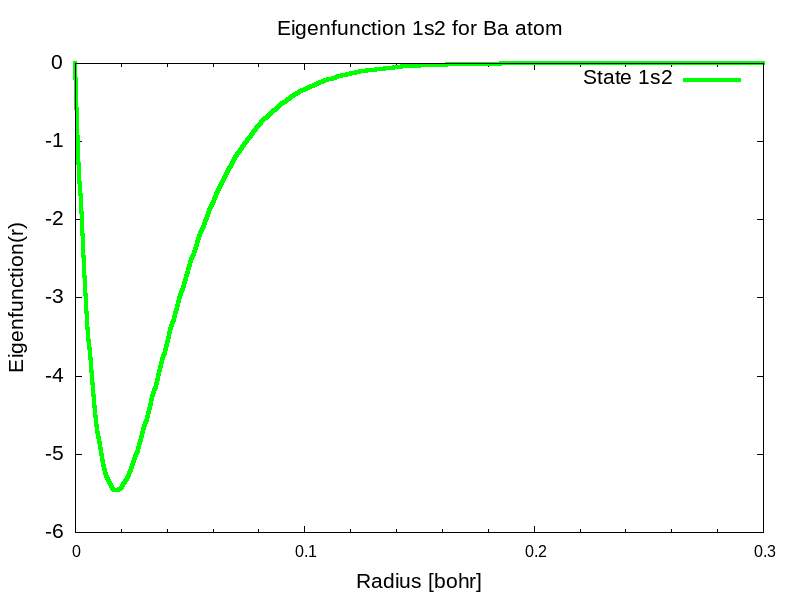 Eigenfunction 1s2 for Ba atom
0
State 1s2
-1
-2
-3
-4
-5
-6
Eigenfunction(r)
0
0.1
0.2
0.3
Radius [bohr]